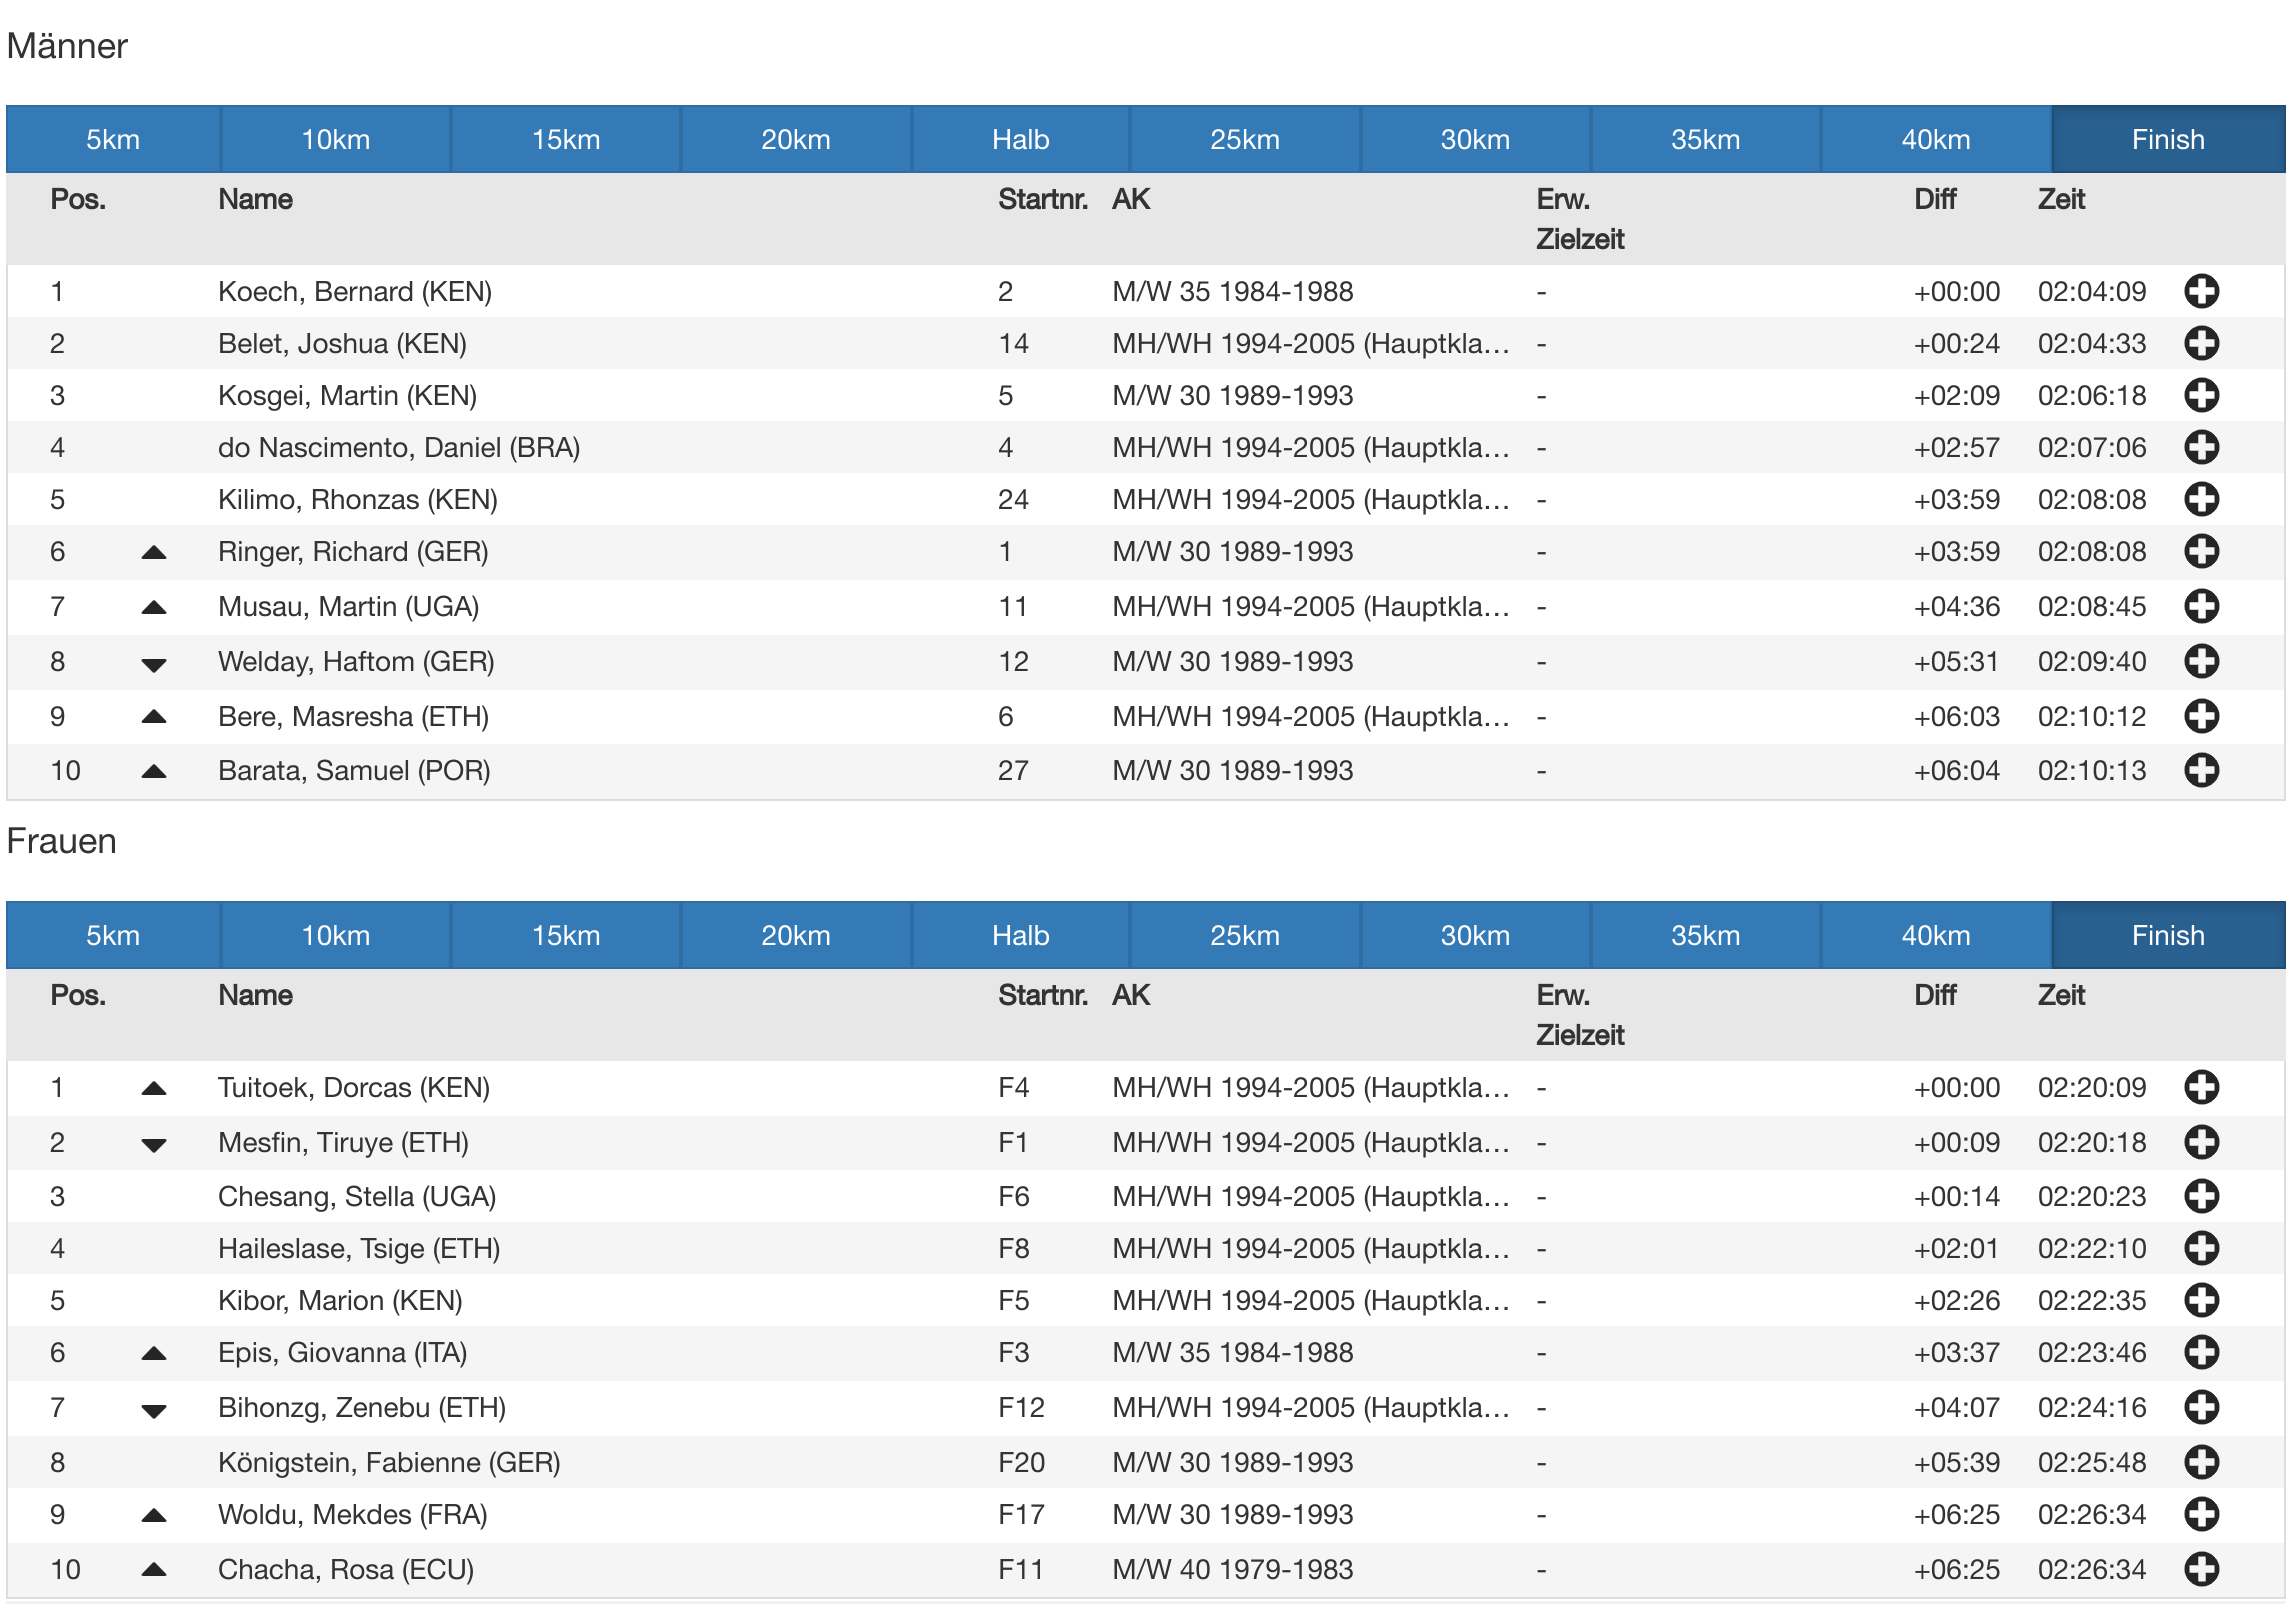 Männer
5km 10km 15km 20km Halb 25km 30km 35km 40km Finish
Pos. Name Startnr. AK Erw. Zielzeit Diff Zeit
1 Koech, Bernard (KEN) 2 M/W 35 1984-1988 - +00:00 02:04:09
2 Belet, Joshua (KEN) 14 MH/WH 1994-2005 (Hauptkla… - +00:24 02:04:33
3 Kosgei, Martin (KEN) 5 M/W 30 1989-1993 - +02:09 02:06:18
4 do Nascimento, Daniel (BRA) 4 MH/WH 1994-2005 (Hauptkla… - +02:57 02:07:06
5 Kilimo, Rhonzas (KEN) 24 MH/WH 1994-2005 (Hauptkla… - +03:59 02:08:08
6 Ringer, Richard (GER) 1 M/W 30 1989-1993 - +03:59 02:08:08
7 Musau, Martin (UGA) 11 MH/WH 1994-2005 (Hauptkla… - +04:36 02:08:45
8 Welday, Haftom (GER) 12 M/W 30 1989-1993 - +05:31 02:09:40
9 Bere, Masresha (ETH) 6 MH/WH 1994-2005 (Hauptkla… - +06:03 02:10:12
10 Barata, Samuel (POR) 27 M/W 30 1989-1993 - +06:04 02:10:13
Frauen
5km 10km 15km 20km Halb 25km 30km 35km 40km Finish
Pos. Name Startnr. AK Erw. Zielzeit Diff Zeit
1 Tuitoek, Dorcas (KEN) F4 MH/WH 1994-2005 (Hauptkla… - +00:00 02:20:09
2 Mesfin, Tiruye (ETH) F1 MH/WH 1994-2005 (Hauptkla… - +00:09 02:20:18
3 Chesang, Stella (UGA) F6 MH/WH 1994-2005 (Hauptkla… - +00:14 02:20:23
4 Haileslase, Tsige (ETH) F8 MH/WH 1994-2005 (Hauptkla… - +02:01 02:22:10
5 Kibor, Marion (KEN) F5 MH/WH 1994-2005 (Hauptkla… - +02:26 02:22:35
6 Epis, Giovanna (ITA) F3 M/W 35 1984-1988 - +03:37 02:23:46
7 Bihonzg, Zenebu (ETH) F12 MH/WH 1994-2005 (Hauptkla… - +04:07 02:24:16
8 Königstein, Fabienne (GER) F20 M/W 30 1989-1993 - +05:39 02:25:48
9 Woldu, Mekdes (FRA) F17 M/W 30 1989-1993 - +06:25 02:26:34
10 Chacha, Rosa (ECU) F11 M/W 40 1979-1983 - +06:25 02:26:34